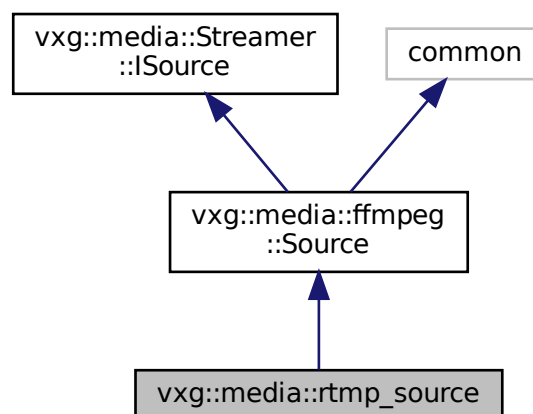 vxg::media::Streamer
::ISource
common
vxg::media::ffmpeg
::Source
vxg::media::rtmp_source